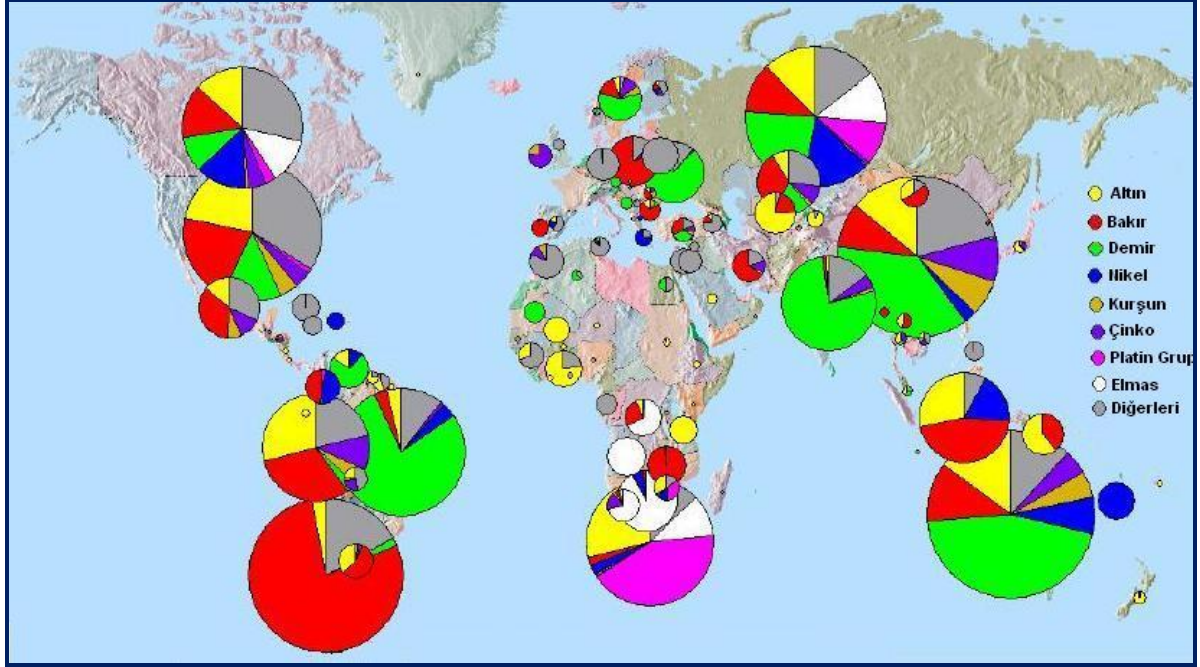 Altın
Bakır
Demir
Nikel
Kurşun
Çinko
Platin Grup
Elmas
Diğerleri